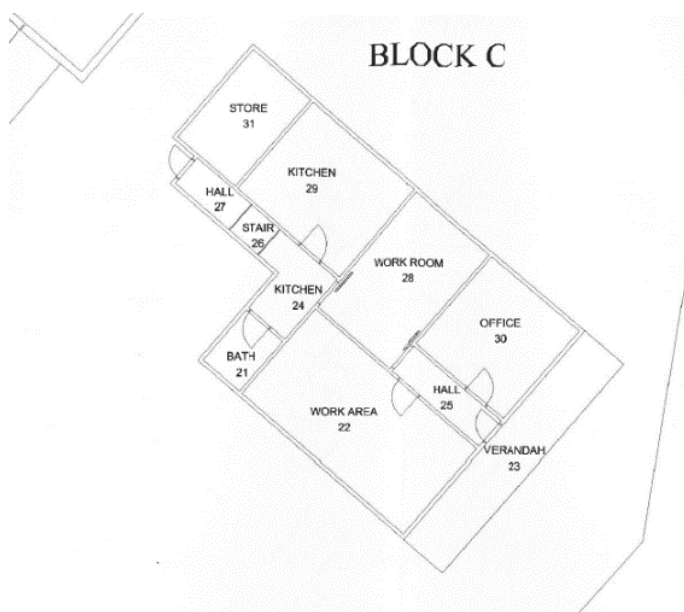 BLOCK C
STORE
31
KITCHEN
29
HALL
27
STAIR
26
WORK ROOM
28
KITCHEN
24
OFFICE
30
BATH
21
HALL
25
WORK AREA
22
VERANDAH
23